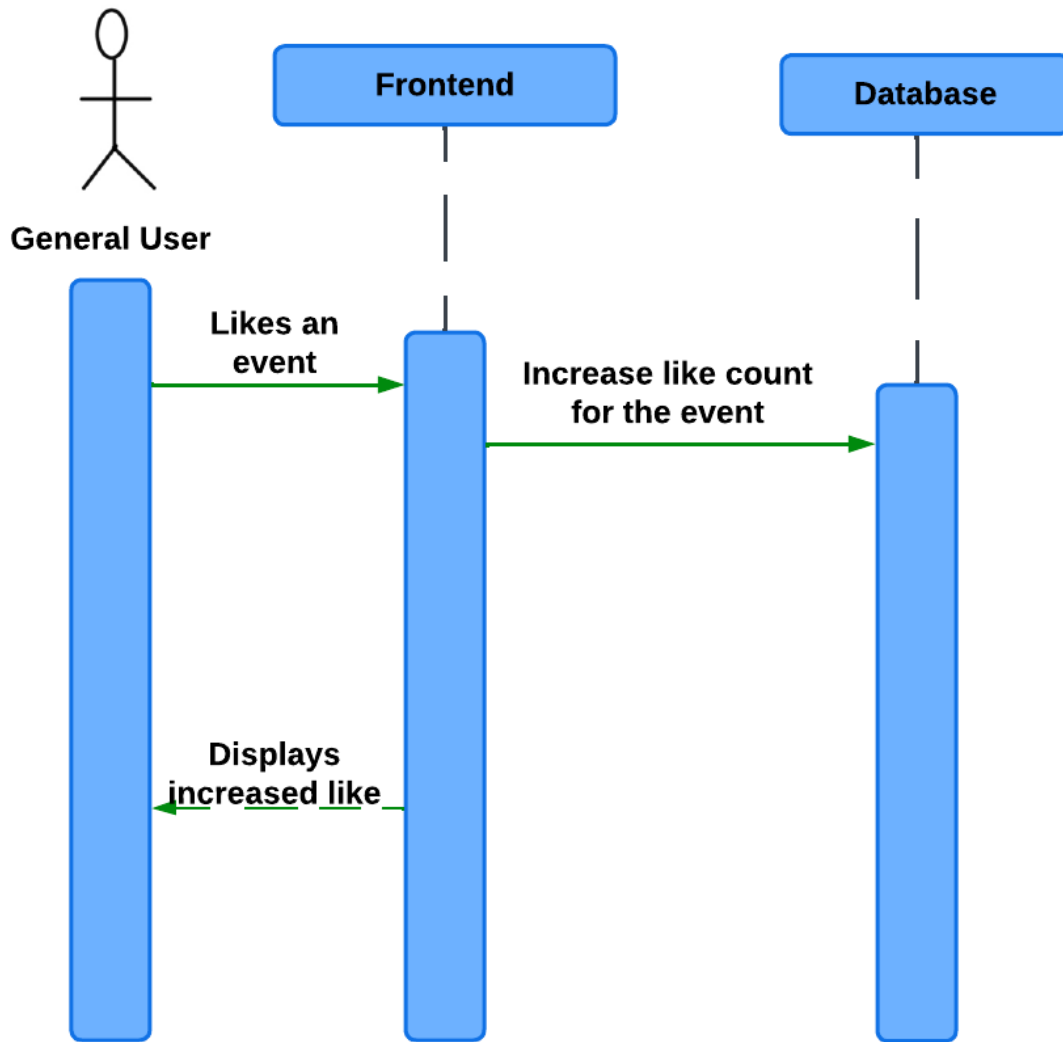 Frontend
Database
General User
Likes an
event
Increase like count
for the event
Displays
increased like